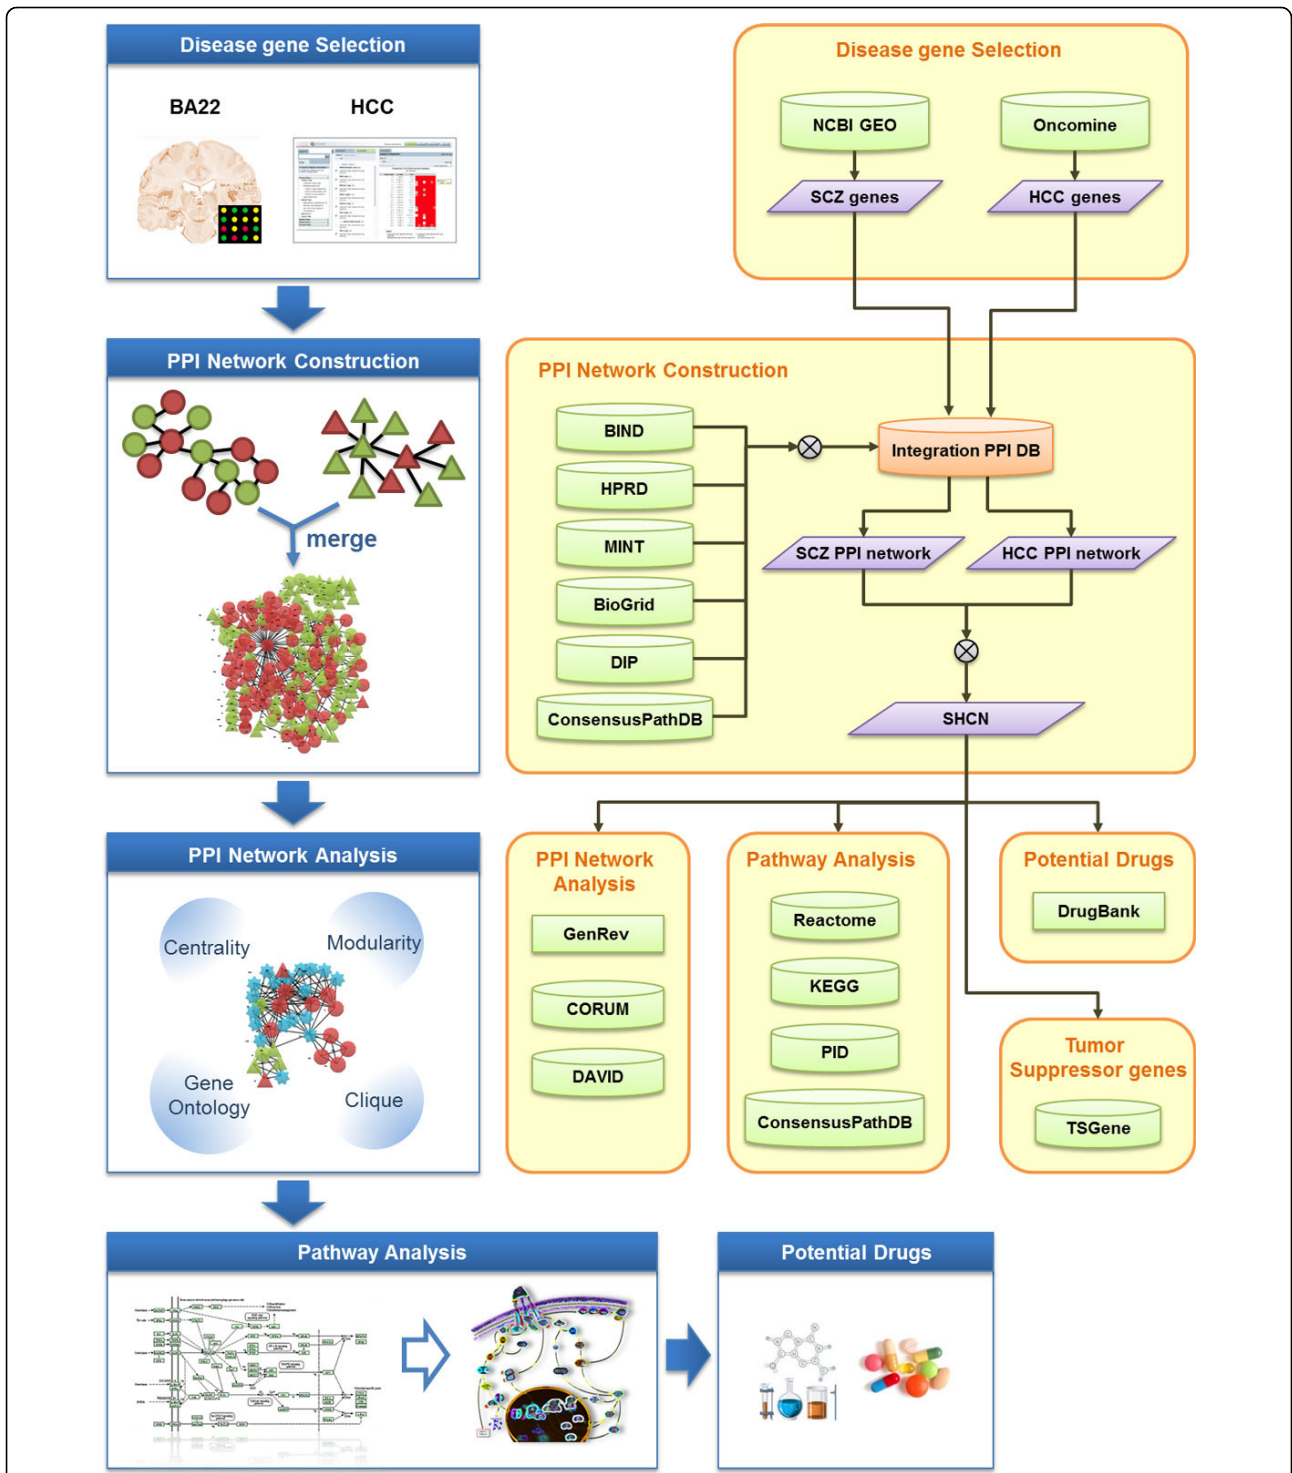 Disease gene Selection
BA22
HCC
PPI Network Construction
merge
PPI Network Analysis
Centrality
Modularity
Gene
Ontology
Clique
Pathway Analysis
Potential Drugs
Disease gene Selection
NCBI GEO
Oncomine
SCZ genes
HCC genes
PPI Network Construction
BIND
HPRD
MINT
BioGrid
DIP
ConsensusPathDB
Integration PPI DB
SCZ PPI network
HCC PPI network
SHCN
PPI Network
Analysis
GenRev
CORUM
DAVID
Pathway Analysis
Reactome
KEGG
PID
ConsensusPathDB
Potential Drugs
DrugBank
Tumor
Suppressor genes
TSGene